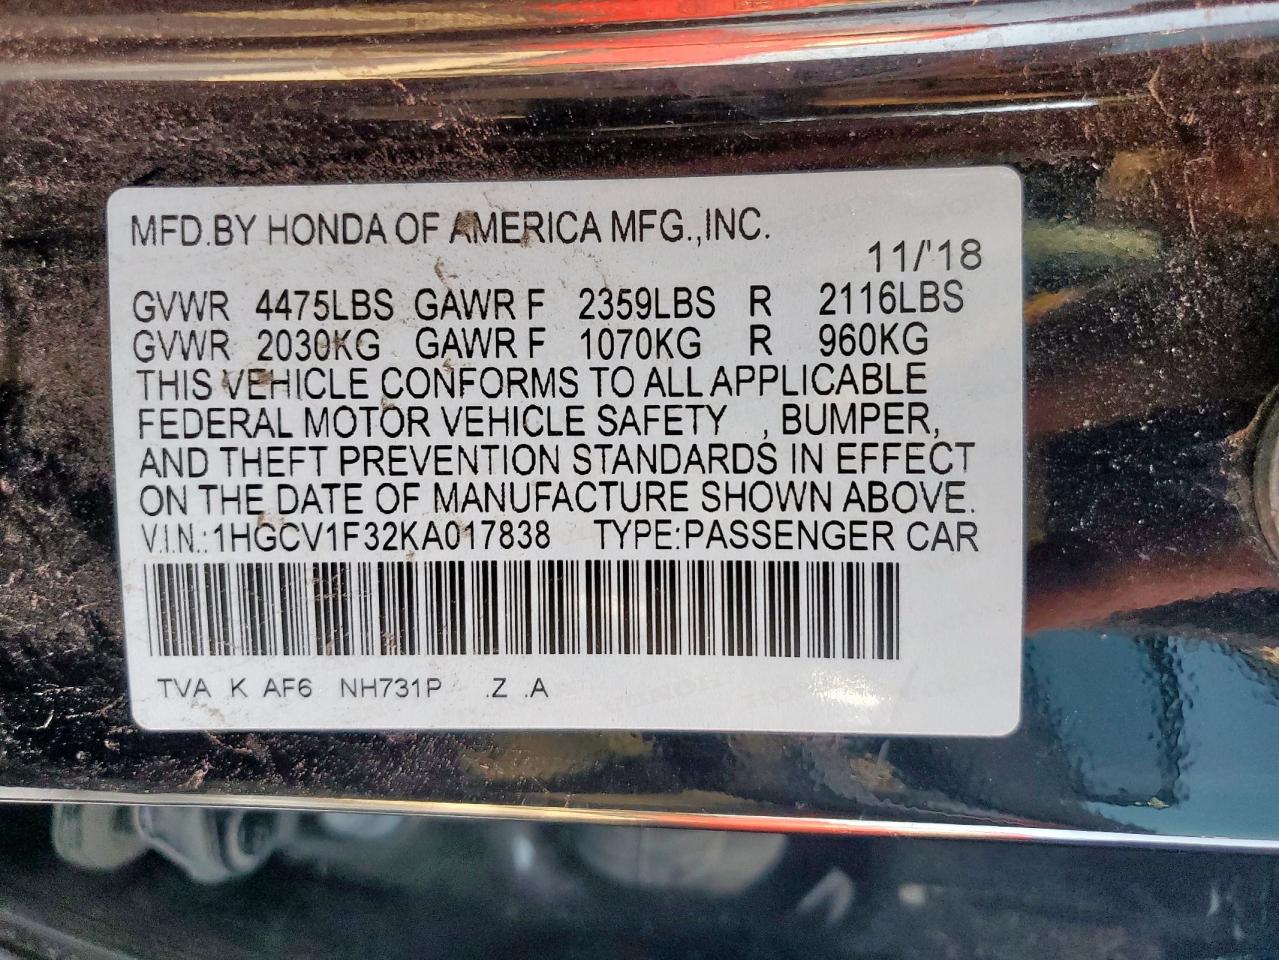 MFD.BY HONDA OF AMERICA MFG.,INC.
11/'18
GVWR 4475LBS GAWR F 2359LBS R 2116LBS
GVWR 2030KG GAWR F 1070KG R 960KG
THIS VEHICLE CONFORMS TO ALL APPLICABLE
FEDERAL MOTOR VEHICLE SAFETY , BUMPER,
AND THEFT PREVENTION STANDARDS IN EFFECT
ON THE DATE OF MANUFACTURE SHOWN ABOVE.
V.I.N.:1HGCV1F32KA017838 TYPE:PASSENGER CAR
TVA K AF6 NH731P .Z .A